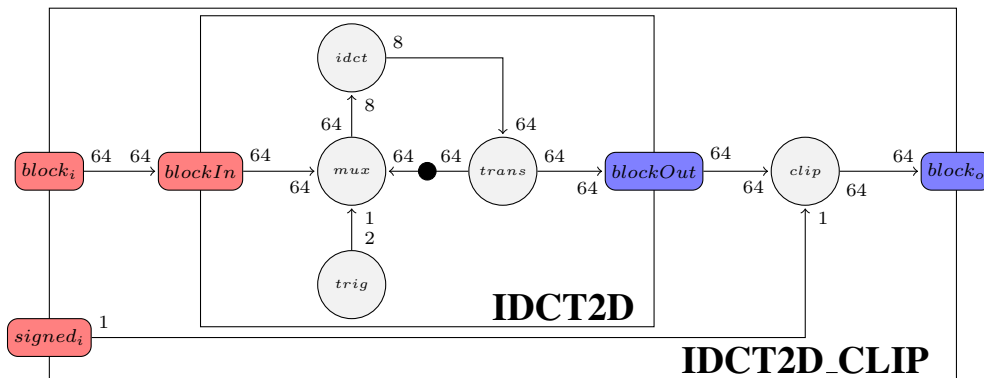 8
idct
8
64
64
64 64 64 64 64 64 64 64
block_i blockIn mux trans blockOut clip block_o
64 64 64 64
1 1
2
trig
IDCT2D
1
signed_i
IDCT2D_CLIP